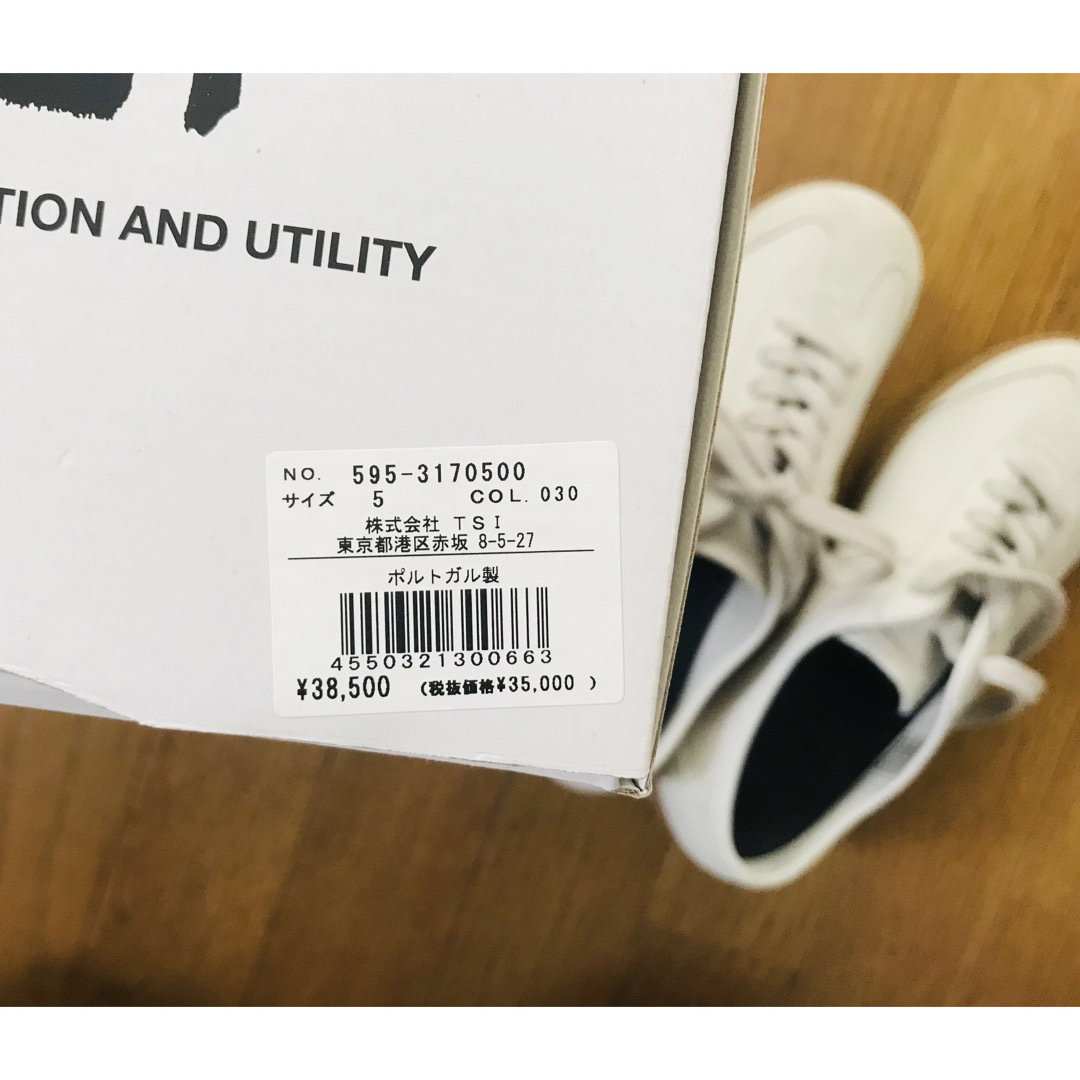 AND UTILITY
NO. 595-3170500
サイズ 5 COL. 030
株式会社 TSI
東京都港区赤坂 8-5-27
ポルトガル製
4550321300663
¥38,500 (税抜価格¥35,000 )